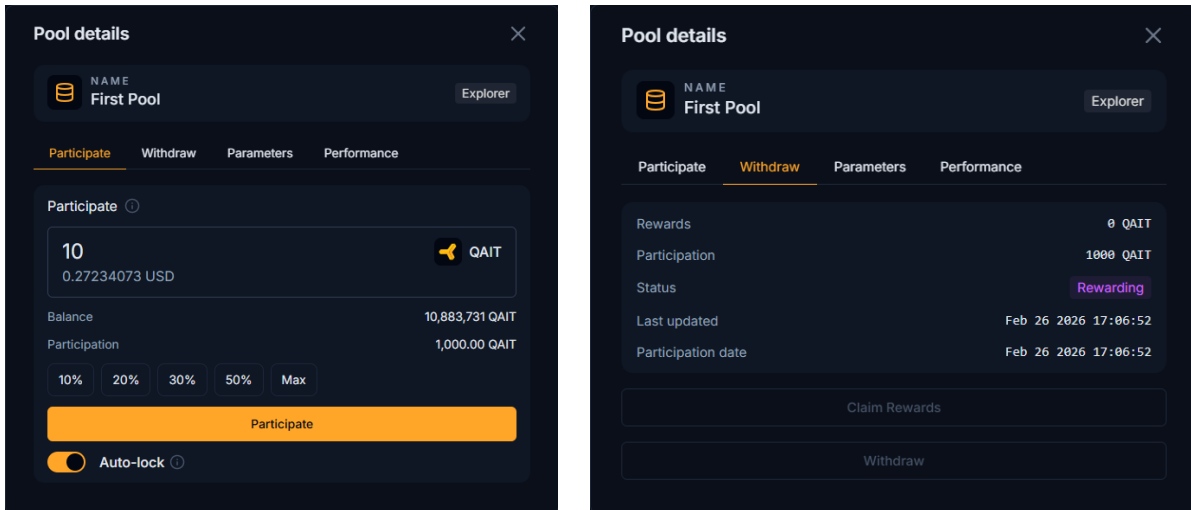 Pool details
NAME
First Pool
Explorer
Participate Withdraw Parameters Performance
Participate
10
QAIT
0.27234073 USD
Balance 10,883,731 QAIT
Participation 1,000.00 QAIT
10% 20% 30% 50% Max
Participate
Auto-lock
Pool details
NAME
First Pool
Explorer
Participate Withdraw Parameters Performance
Rewards 0 QAIT
Participation 1000 QAIT
Status Rewarding
Last updated Feb 26 2026 17:06:52
Participation date Feb 26 2026 17:06:52
Claim Rewards
Withdraw